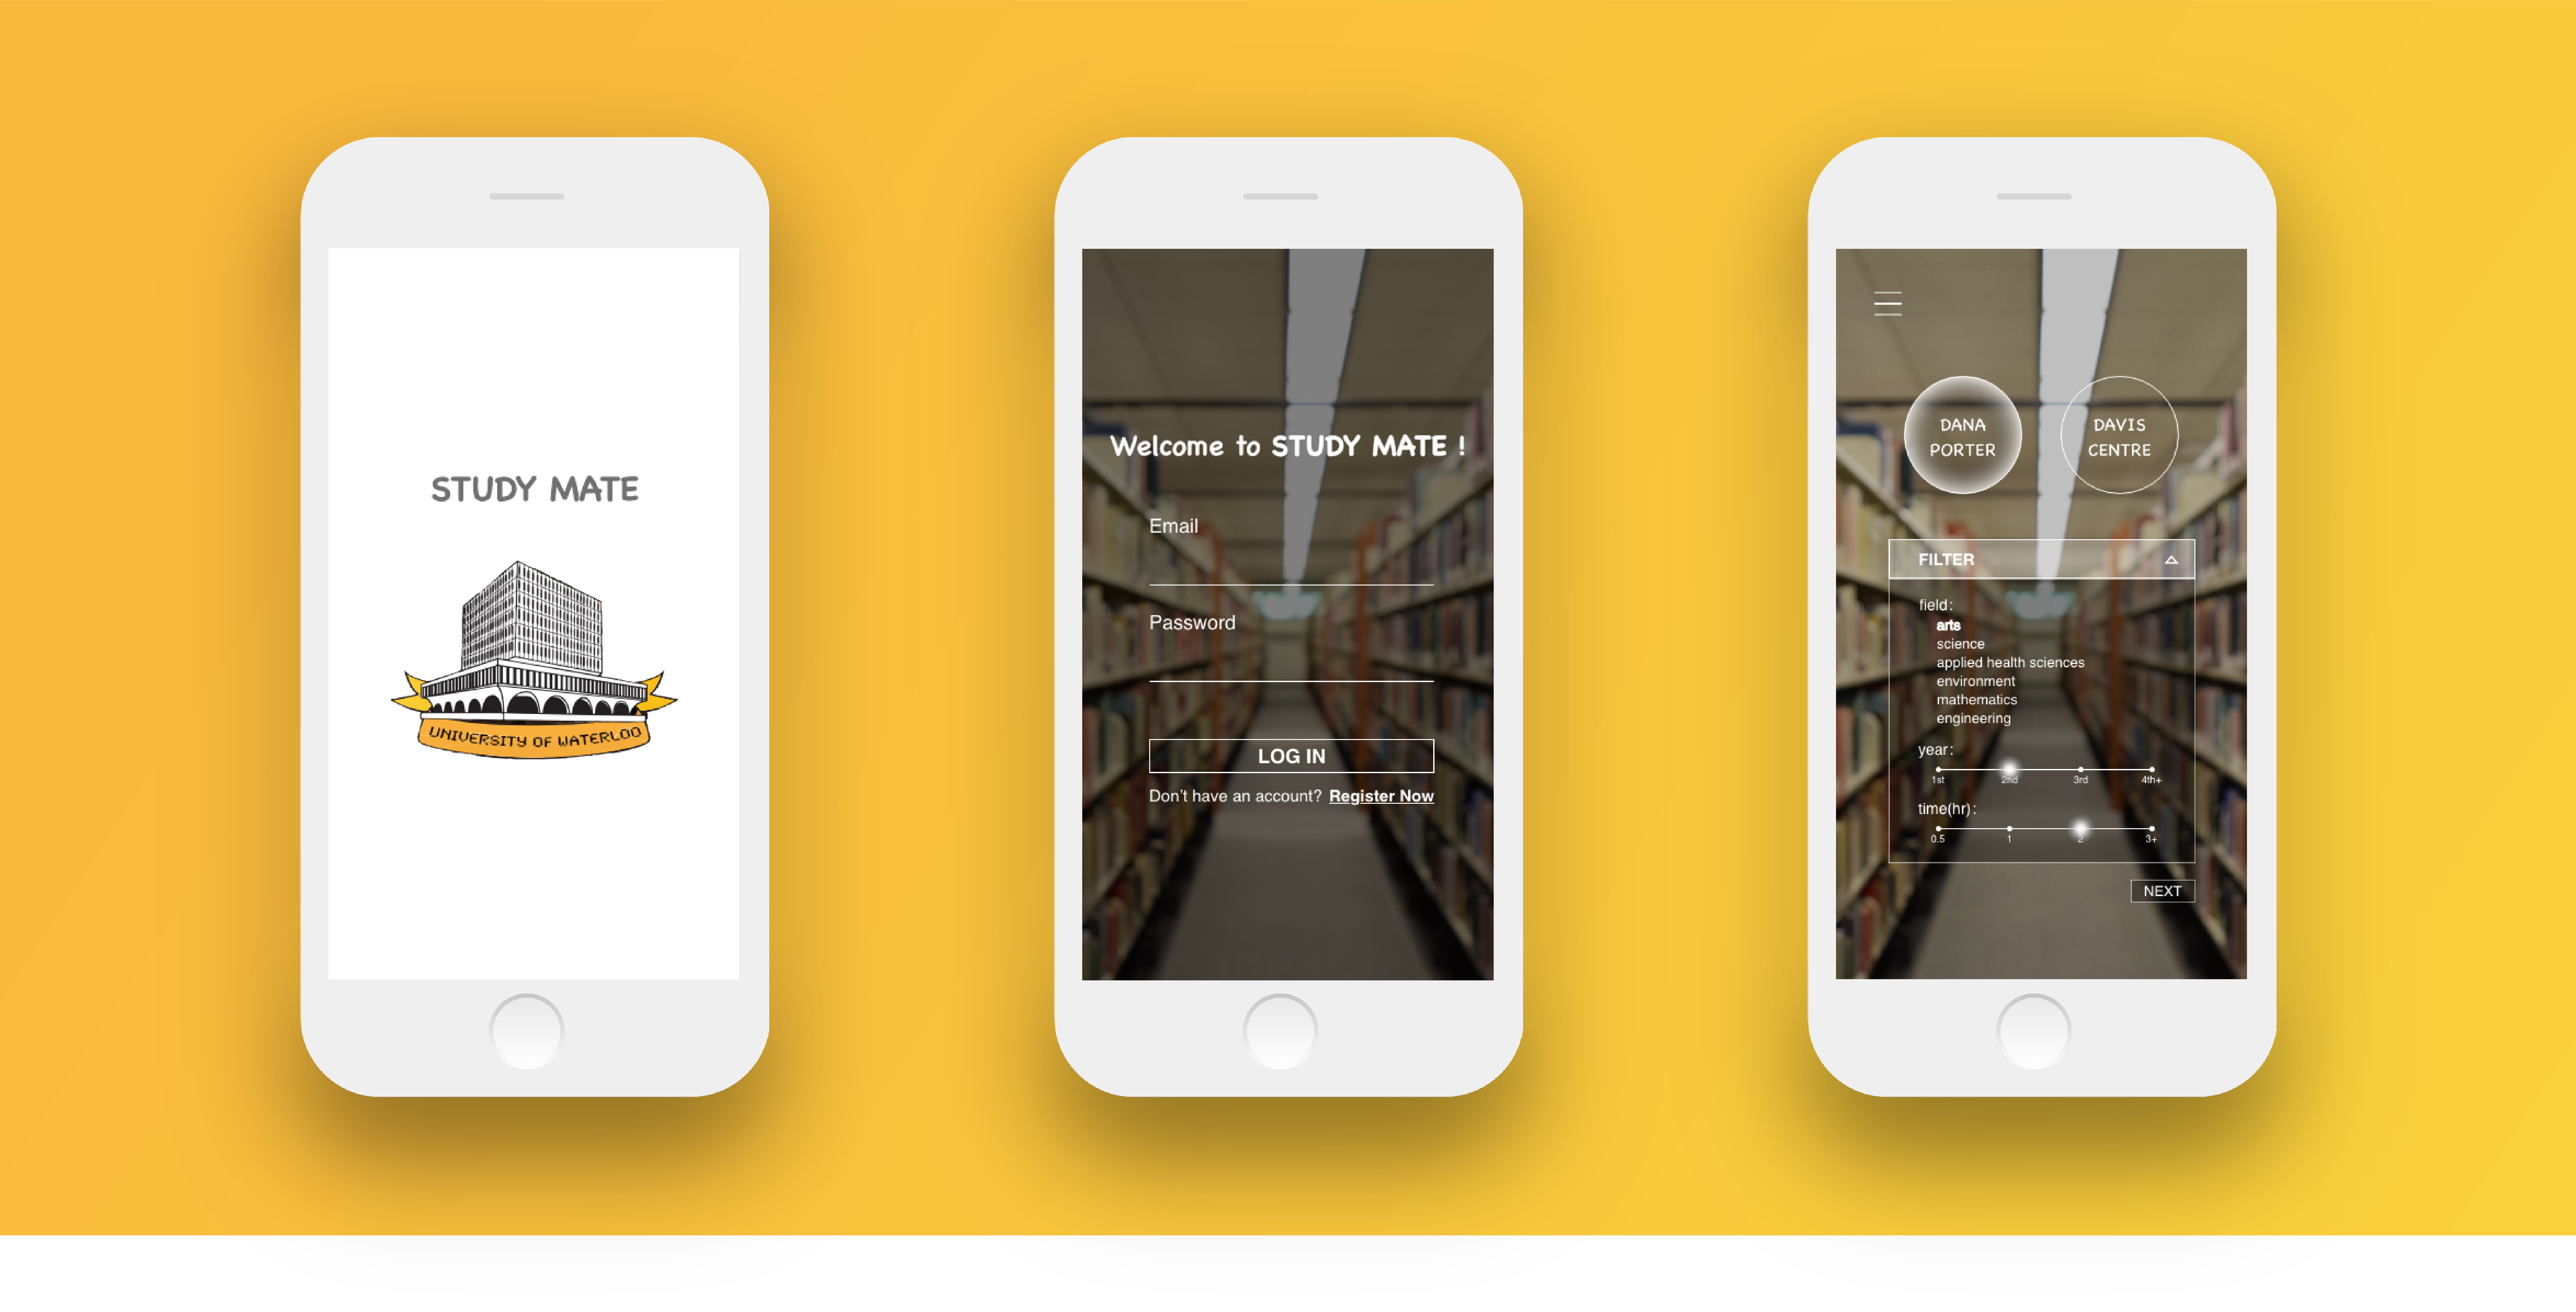 STUDY MATE
UNIVERSITY OF WATERLOO
Welcome to STUDY MATE !
Email
Password
LOG IN
Don't have an account? Register Now
DANA
PORTER
DAVIS
CENTRE
FILTER
field:
arts
science
applied health sciences
environment
mathematics
engineering
year:
1st 2nd 3rd 4th+
time(hr):
0.5 1 2 3+
NEXT